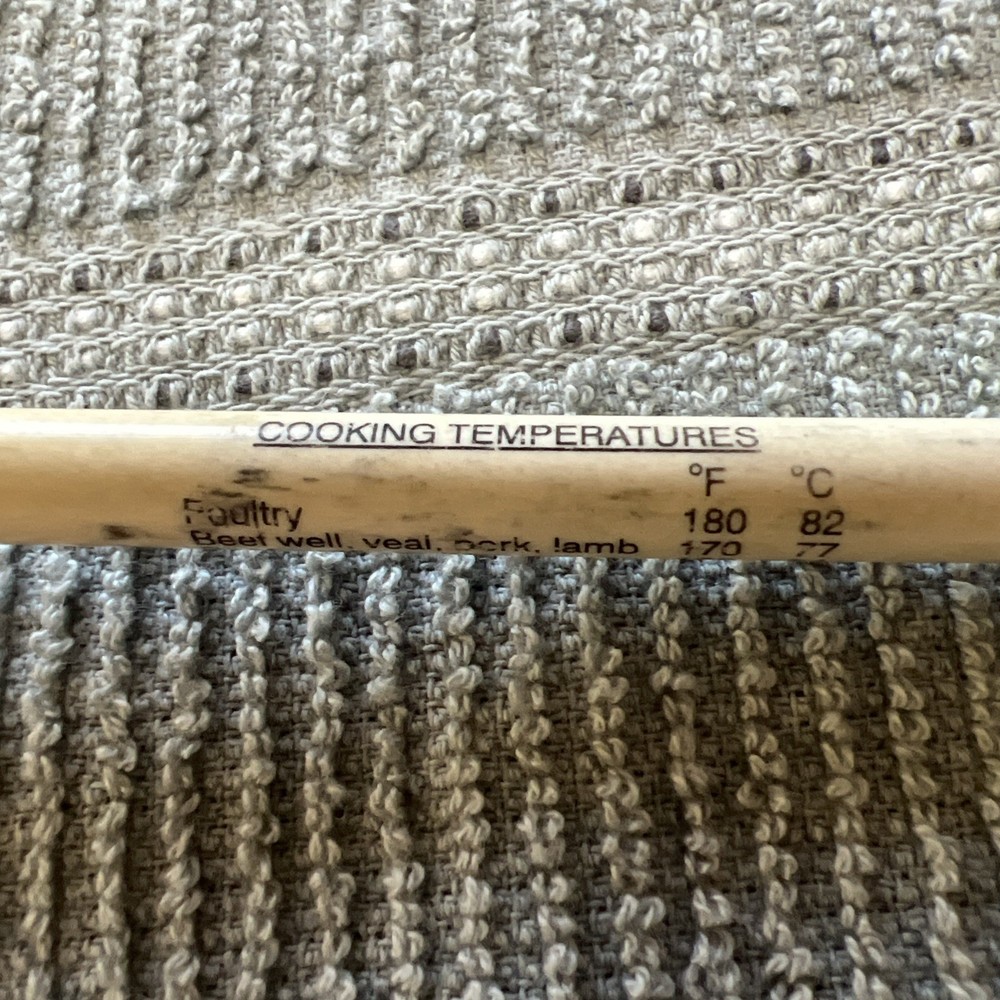 COOKING TEMPERATURES
°F °C
Poultry 180 82
Beef well, veal, pork, lamb 170 77